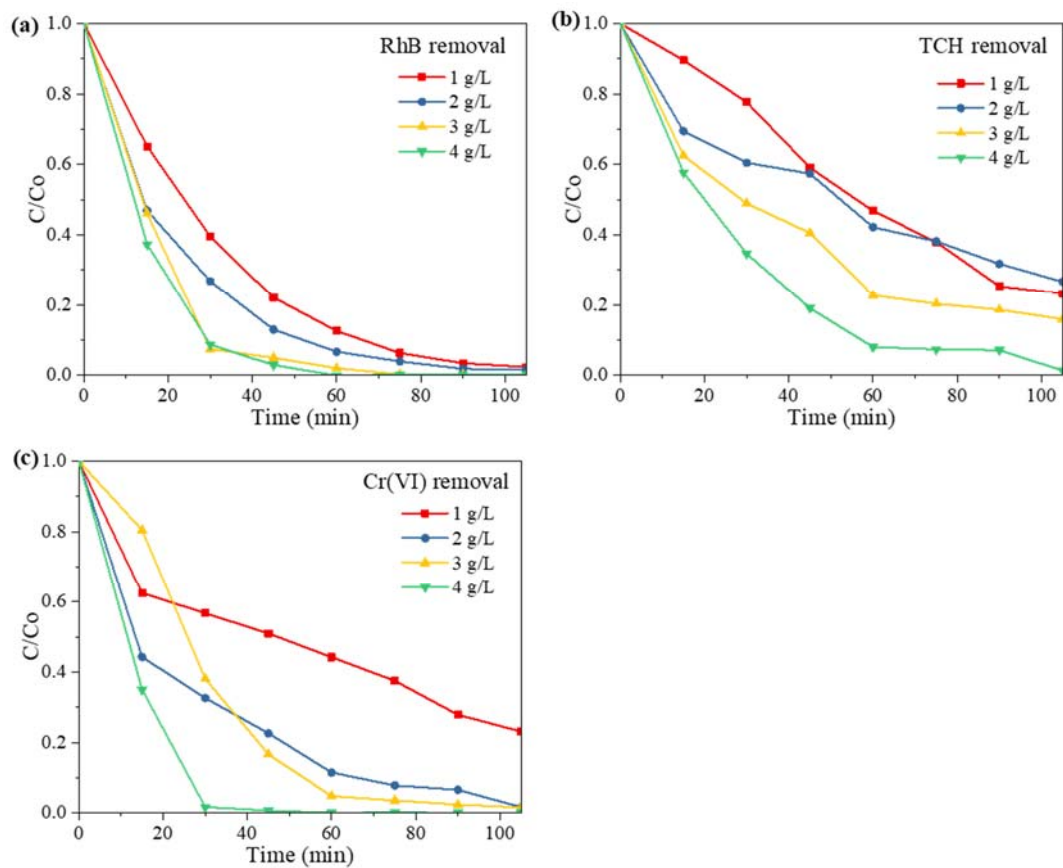 (a)
RhB removal
1 g/L
2 g/L
3 g/L
4 g/L
C/Co
1.0
0.8
0.6
0.4
0.2
0.0
0 20 40 60 80 100
Time (min)
(b)
TCH removal
1 g/L
2 g/L
3 g/L
4 g/L
C/Co
1.0
0.8
0.6
0.4
0.2
0.0
0 20 40 60 80 100
Time (min)
(c)
Cr(VI) removal
1 g/L
2 g/L
3 g/L
4 g/L
C/Co
1.0
0.8
0.6
0.4
0.2
0.0
0 20 40 60 80 100
Time (min)